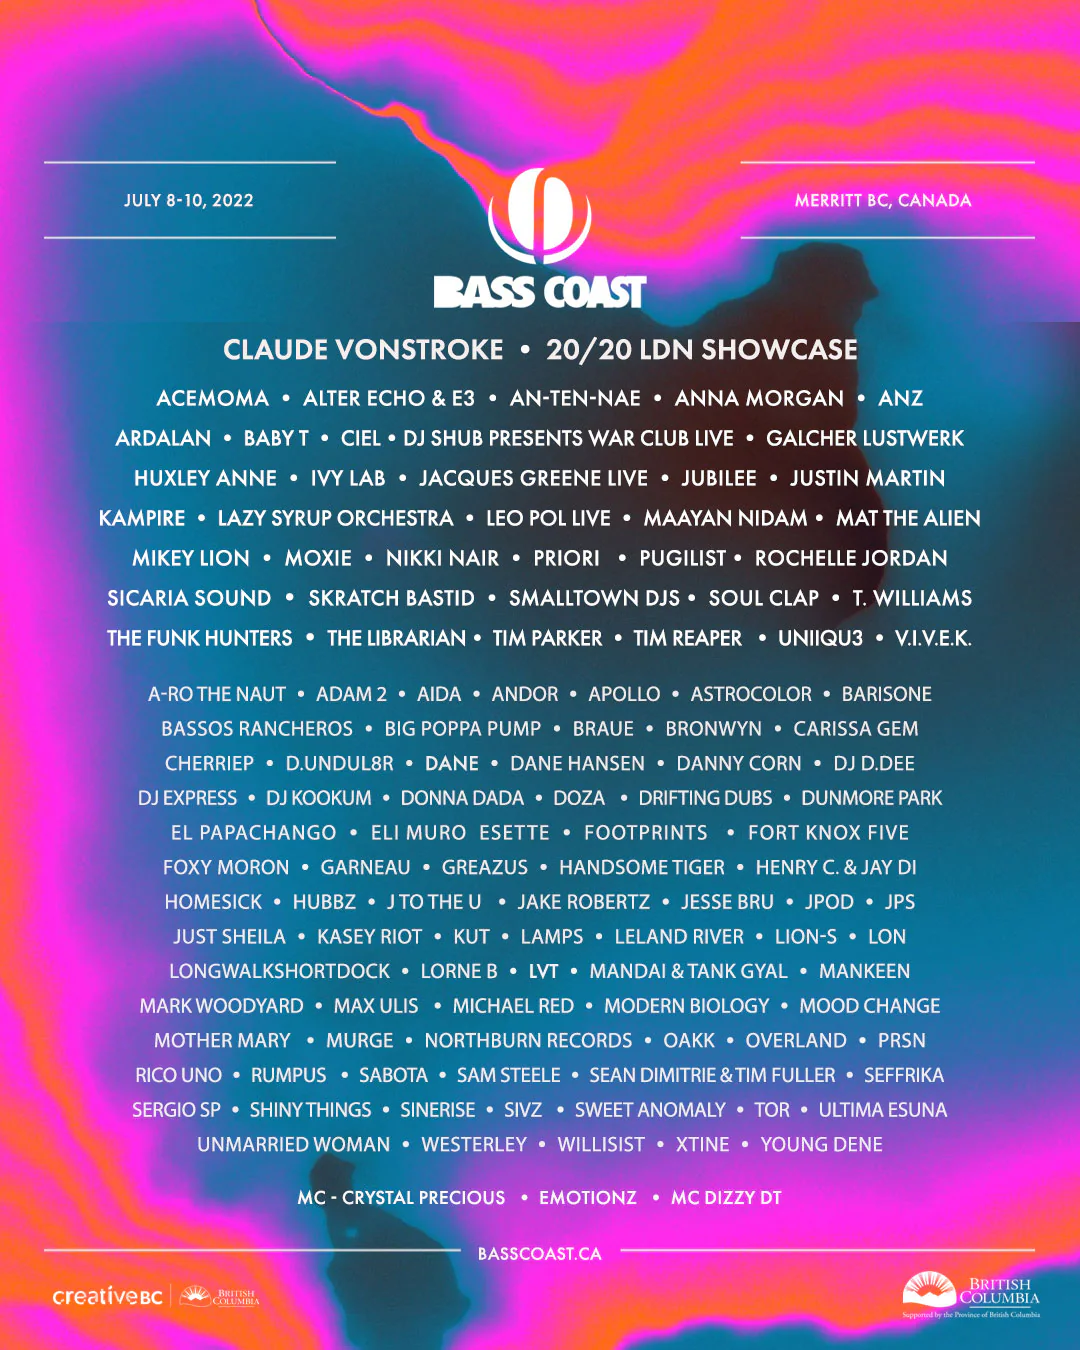 JULY 8-10, 2022
MERRITT BC, CANADA
BASS COAST
CLAUDE VONSTROKE • 20/20 LDN SHOWCASE
ACEMOMA • ALTER ECHO & E3 • AN-TEN-NAE • ANNA MORGAN • ANZ
ARDALAN • BABY T • CIEL • DJ SHUB PRESENTS WAR CLUB LIVE • GALCHER LUSTWERK
HUXLEY ANNE • IVY LAB • JACQUES GREENE LIVE • JUBILEE • JUSTIN MARTIN
KAMPIRE • LAZY SYRUP ORCHESTRA • LEO POL LIVE • MAAYAN NIDAM • MAT THE ALIEN
MIKEY LION • MOXIE • NIKKI NAIR • PRIORI • PUGILIST • ROCHELLE JORDAN
SICARIA SOUND • SKRATCH BASTID • SMALLTOWN DJS • SOUL CLAP • T. WILLIAMS
THE FUNK HUNTERS • THE LIBRARIAN • TIM PARKER • TIM REAPER • UNIIQU3 • V.I.V.E.K.
A-RO THE NAUT • ADAM 2 • AIDA • ANDOR • APOLLO • ASTROCOLOR • BARISONE
BASSOS RANCHEROS • BIG POPPA PUMP • BRAUE • BRONWYN • CARISSA GEM
CHERRIEP • D.UNDUL8R • DANE • DANE HANSEN • DANNY CORN • DJ D.DEE
DJ EXPRESS • DJ KOOKUM • DONNA DADA • DOZA • DRIFTING DUBS • DUNMORE PARK
EL PAPACHANGO • ELI MURO ESETTE • FOOTPRINTS • FORT KNOX FIVE
FOXY MORON • GARNEAU • GREAZUS • HANDSOME TIGER • HENRY C. & JAY DI
HOMESICK • HUBBZ • J TO THE U • JAKE ROBERTZ • JESSE BRU • JPOD • JPS
JUST SHEILA • KASEY RIOT • KUT • LAMPS • LELAND RIVER • LION-S • LON
LONGWALKSHORTDOCK • LORNE B • LVT • MANDAI & TANK GYAL • MANKEEN
MARK WOODYARD • MAX ULIS • MICHAEL RED • MODERN BIOLOGY • MOOD CHANGE
MOTHER MARY • MURGE • NORTHBURN RECORDS • OAKK • OVERLAND • PRSN
RICO UNO • RUMPUS • SABOTA • SAM STEELE • SEAN DIMITRIE & TIM FULLER • SEFFRIKA
SERGIO SP • SHINY THINGS • SINERISE • SIVZ • SWEET ANOMALY • TOR • ULTIMA ESUNA
UNMARRIED WOMAN • WESTERLEY • WILLISIST • XTINE • YOUNG DENE
MC - CRYSTAL PRECIOUS • EMOTIONZ • MC DIZZY DT
BASSCOAST.CA
creativeBC
BRITISH
COLUMBIA
BRITISH
COLUMBIA
Supported by the Province of British Columbia